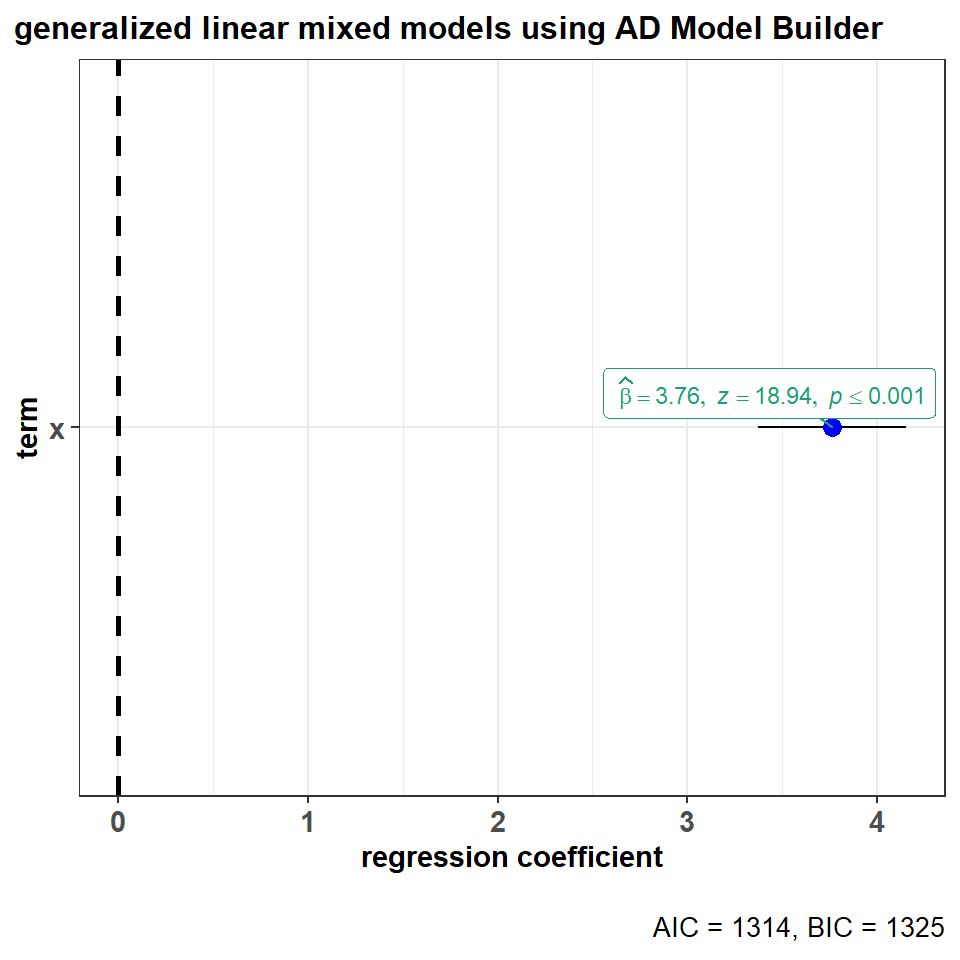 generalized linear mixed models using AD Model Builder
term
x
β̂ = 3.76, z = 18.94, p ≤ 0.001
0 1 2 3 4
regression coefficient
AIC = 1314, BIC = 1325